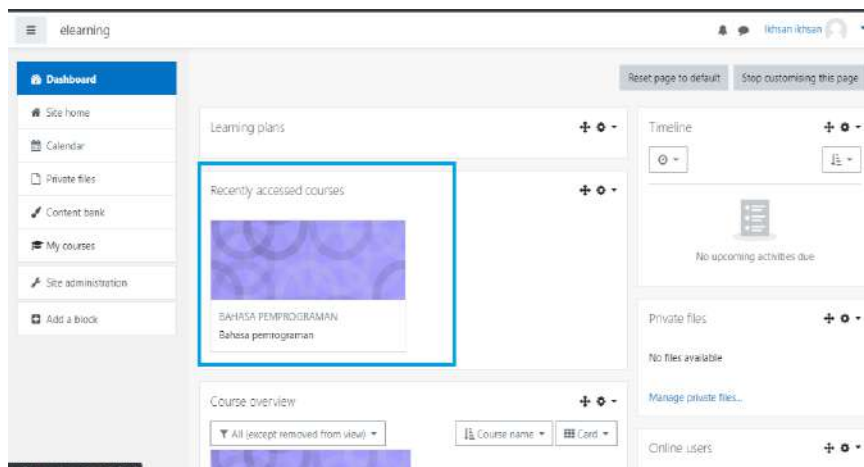 elearning
Ikhsan ikhsan
Dashboard
Site home
Calendar
Private files
Content bank
My courses
Site administration
Add a block
Reset page to default
Stop customising this page
Learning plans
Recently accessed courses
BAHASA PEMPROGRAMAN
Bahasa pemrograman
Course overview
All (except removed from view)
Course name
Card
Timeline
No upcoming activities due
Private files
No files available
Manage private files...
Online users